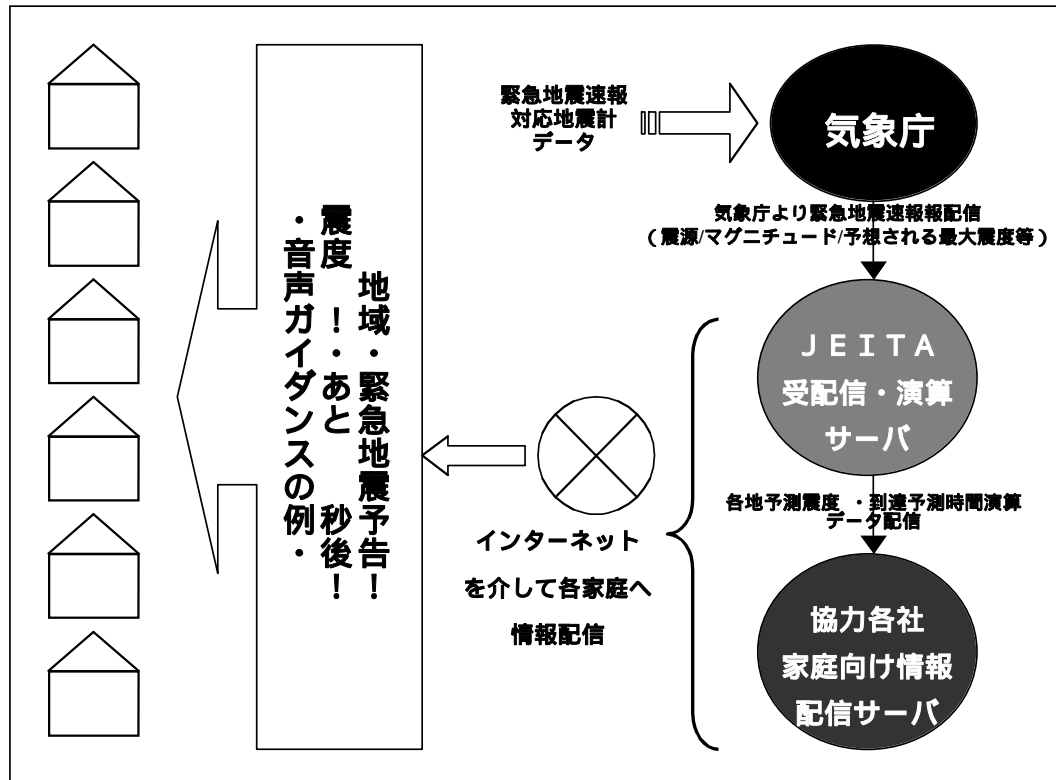 緊急地震速報
対応地震計
データ
気象庁
気象庁より緊急地震速報報配信
(震源/マグニチュード/予想される最大震度等)
JEITA
受配信・演算
サーバ
各地予測震度・到達予測時間演算
データ配信
協力各社
家庭向け情報
配信サーバ
インターネット
を介して各家庭へ
情報配信
地域・緊急地震予告!
震度 !・あと 秒後!
・音声ガイダンスの例・